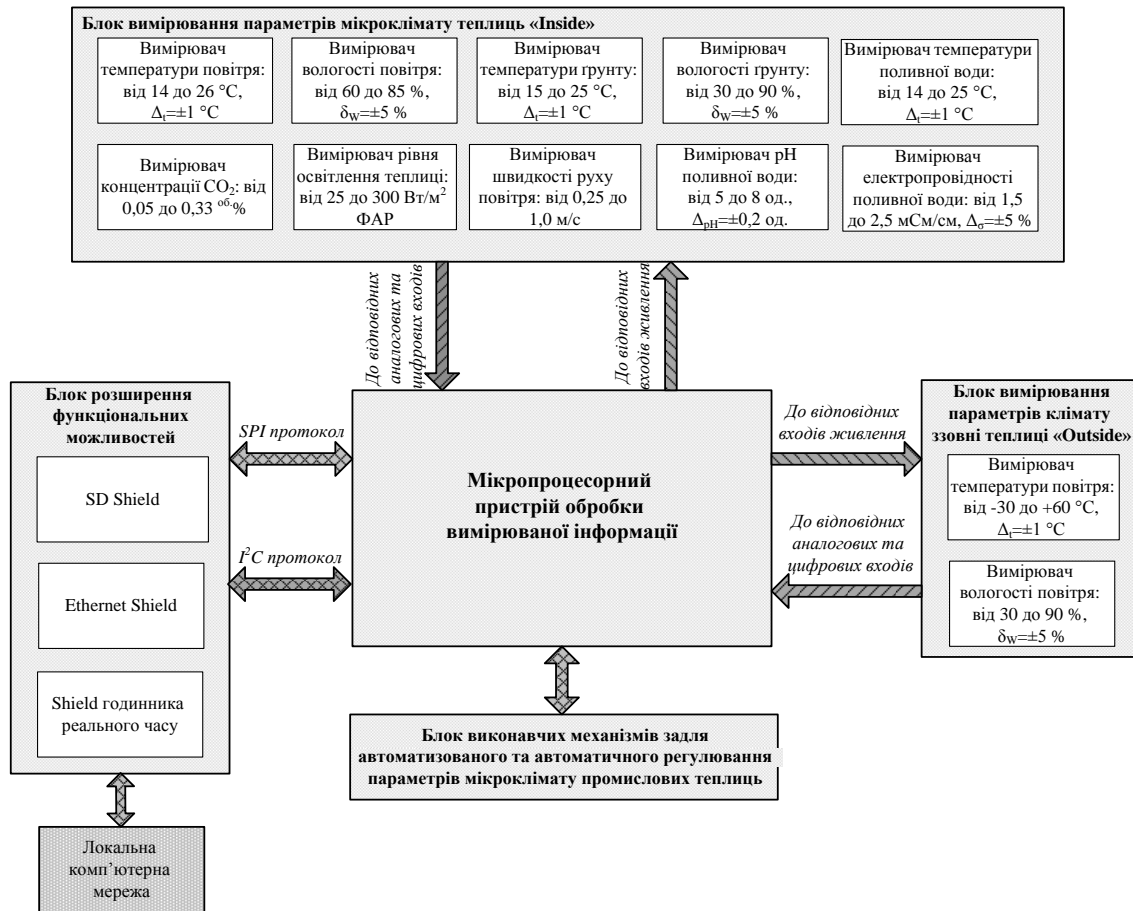 Блок вимірювання параметрів мікроклімату теплиць «Inside»
Вимірювач
температури повітря:
від 14 до 26 °С,
Δt=±1 °С
Вимірювач
вологості повітря:
від 60 до 85 %,
δW=±5 %
Вимірювач
температури ґрунту:
від 15 до 25 °С,
Δt=±1 °С
Вимірювач
вологості ґрунту:
від 30 до 90 %,
δW=±5 %
Вимірювач температури
поливної води:
від 14 до 25 °С,
Δt=±1 °С
Вимірювач
концентрації CO2: від
0,05 до 0,33 об.%
Вимірювач рівня
освітлення теплиці:
від 25 до 300 Вт/м²
ФАР
Вимірювач
швидкості руху
повітря: від 0,25 до
1,0 м/с
Вимірювач pH
поливної води:
від 5 до 8 од.,
ΔpH=±0,2 од.
Вимірювач
електропровідності
поливної води: від 1,5
до 2,5 мСм/см, Δσ=±5 %
До відповідних
аналогових та
цифрових входів
До відповідних
входів живлення
Блок розширення
функціональних
можливостей
SD Shield
Ethernet Shield
Shield годинника
реального часу
SPI протокол
I²C протокол
Мікропроцесорний
пристрій обробки
вимірюваної інформації
До відповідних
входів живлення
До відповідних
аналогових та
цифрових входів
Блок вимірювання
параметрів клімату
ззовні теплиці «Outside»
Вимірювач
температури повітря:
від -30 до +60 °С,
Δt=±1 °С
Вимірювач
вологості повітря:
від 30 до 90 %,
δW=±5 %
Блок виконавчих механізмів задля
автоматизованого та автоматичного регулювання
параметрів мікроклімату промислових теплиць
Локальна
комп’ютерна
мережа